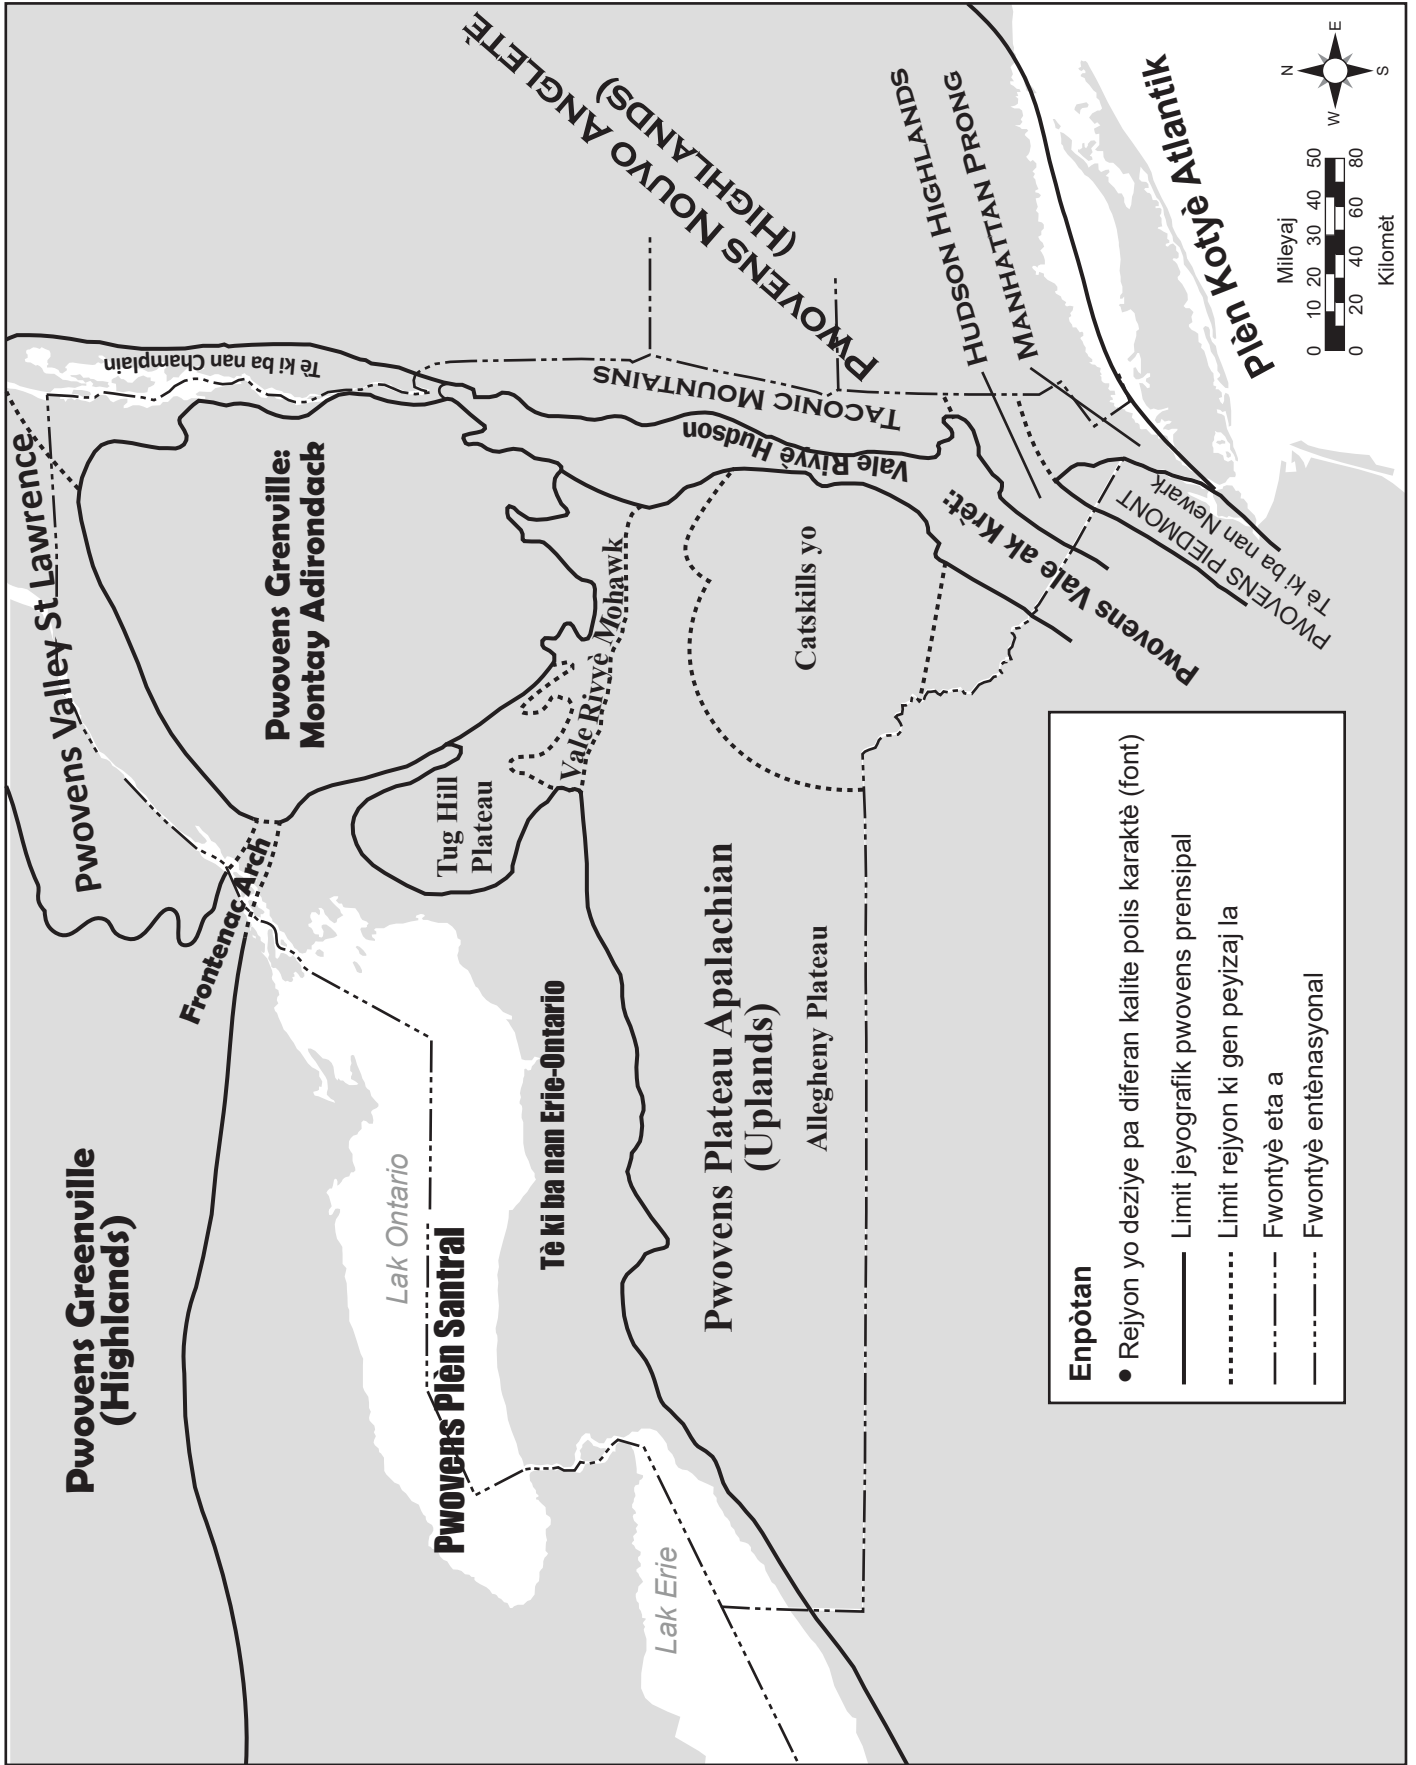 Pwovens Greenville
(Highlands)
Pwovens Valley St Lawrence
Tè ki ba nan Champlain
Pwovens Grenville:
Montay Adirondack
Frontenac Arch
PWOVENS NOUVO ANGLETÈ
(HIGHLANDS)
Lak Ontario
Pwovens Plèn Santral
Tug Hill
Plateau
Vale Rivyè Mohawk
Tè ki ba nan Erie-Ontario
TACONIC MOUNTAINS
Vale Rivyè Hudson
Lak Erie
Pwovens Plateau Apalachian
(Uplands)
Allegheny Plateau
Catskills yo
HUDSON HIGHLANDS
MANHATTAN PRONG
Pwovens Vale ak Krèt:
PWOVENS PIEDMONT
Tè ki ba nan Newark
Plèn Kotyè Atlantik
Enpòtan
• Rejyon yo deziye pa diferan kalite polis karaktè (font)
Limit jeyografik pwovens prensipal
Limit rejyon ki gen peyizaj la
Fwontyè eta a
Fwontyè entènasyonal
Mileyaj
0 10 20 30 40 50
0 20 40 60 80
Kilomèt
N
W E
S